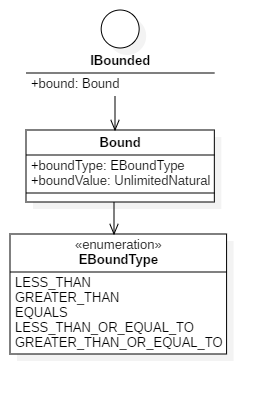 IBounded
+bound: Bound
Bound
+boundType: EBoundType
+boundValue: UnlimitedNatural
«enumeration»
EBoundType
LESS_THAN
GREATER_THAN
EQUALS
LESS_THAN_OR_EQUAL_TO
GREATER_THAN_OR_EQUAL_TO